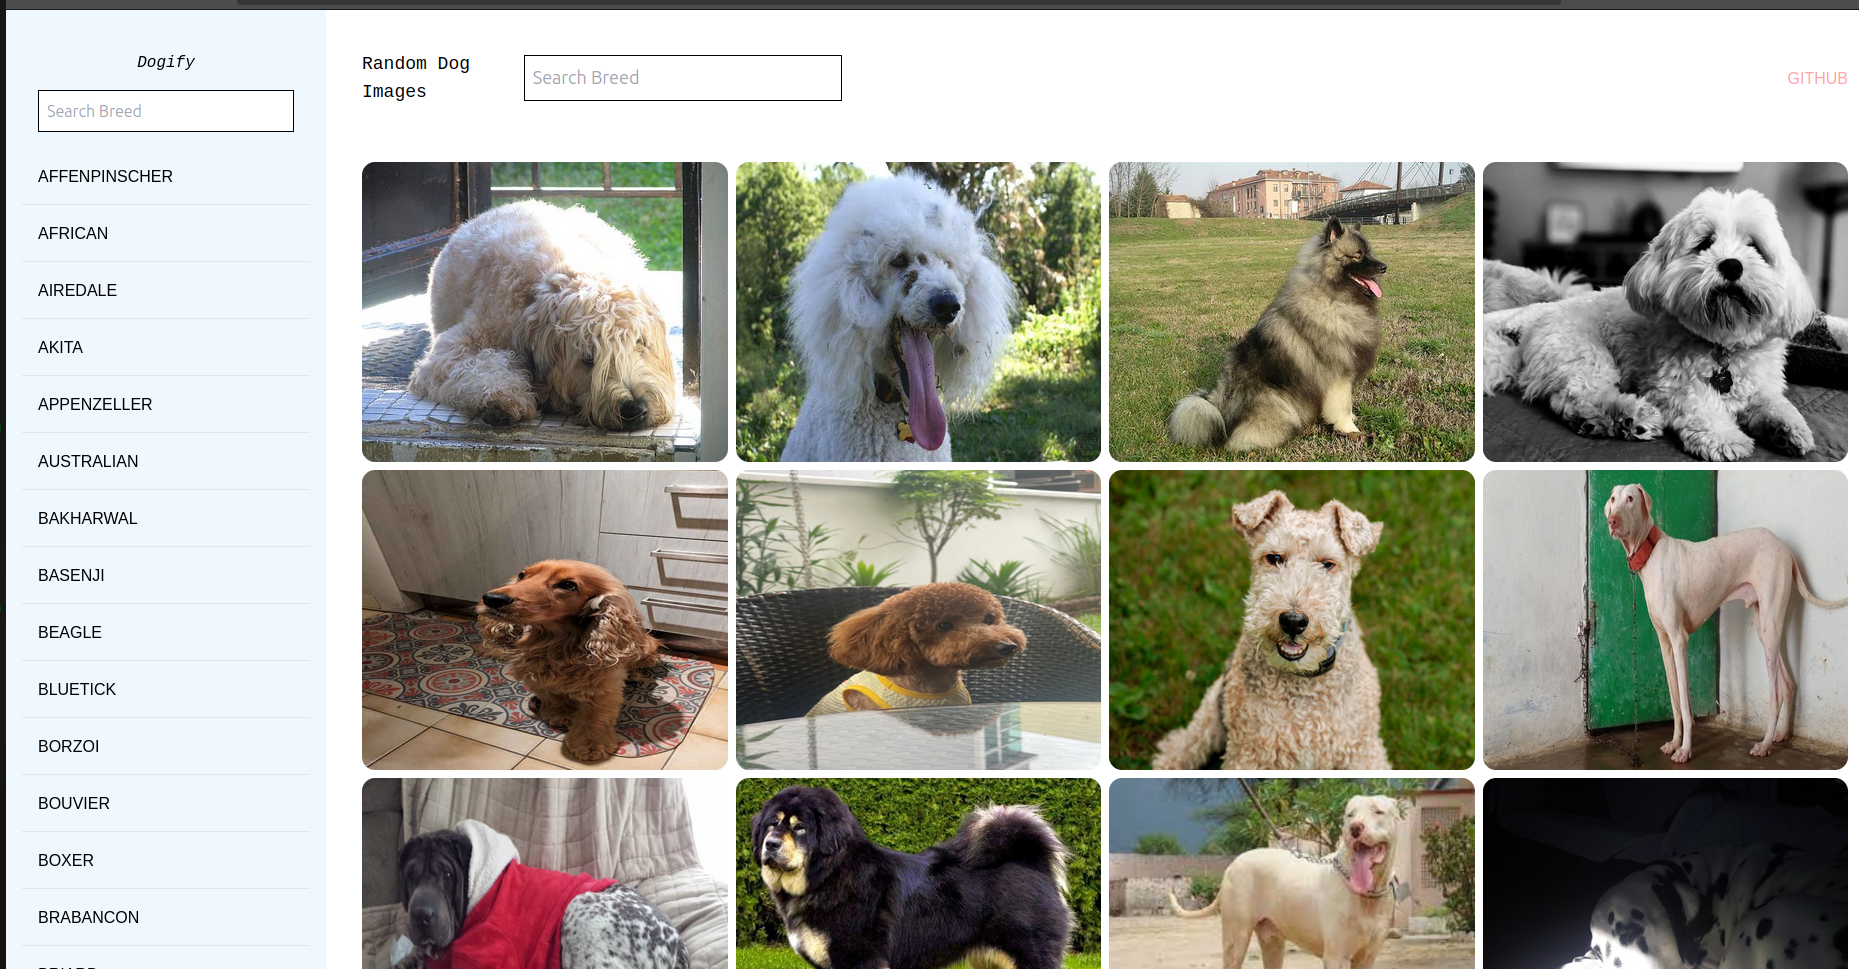 Dogify
Search Breed
AFFENPINSCHER
AFRICAN
AIREDALE
AKITA
APPENZELLER
AUSTRALIAN
BAKHARWAL
BASENJI
BEAGLE
BLUETICK
BORZOI
BOUVIER
BOXER
BRABANCON
Random Dog
Images
Search Breed
GITHUB